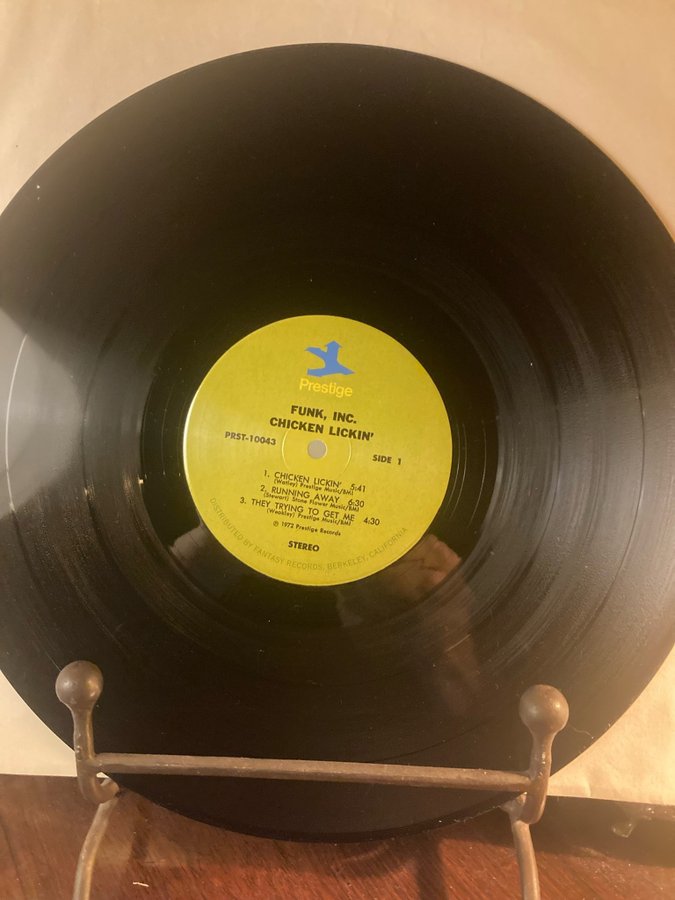 Prestige
FUNK, INC.
CHICKEN LICKIN'
PRST-10043
SIDE 1
1. CHICKEN LICKIN' 5:41
(Watley) Prestige Music/BMI
2. RUNNING AWAY 6:30
(Stewart) Stone Flower Music/BMI
3. THEY TRYING TO GET ME 4:30
(Weakley) Prestige Music/BMI
℗ 1972 Prestige Records
STEREO
DISTRIBUTED BY FANTASY RECORDS, BERKELEY, CALIFORNIA